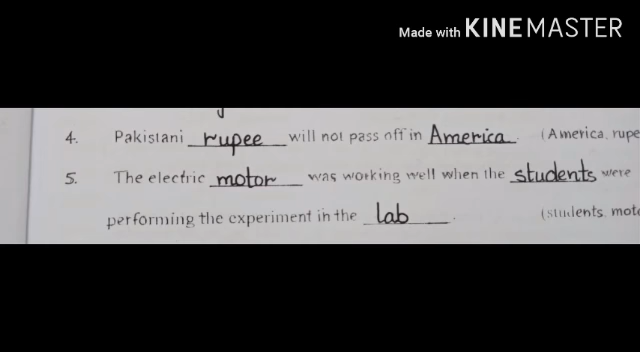 Made with KINEMASTER
4. Pakistani rupee will not pass off in America. (America, rupe
5. The electric motor was working well when the students were
performing the experiment in the lab. (students, moto